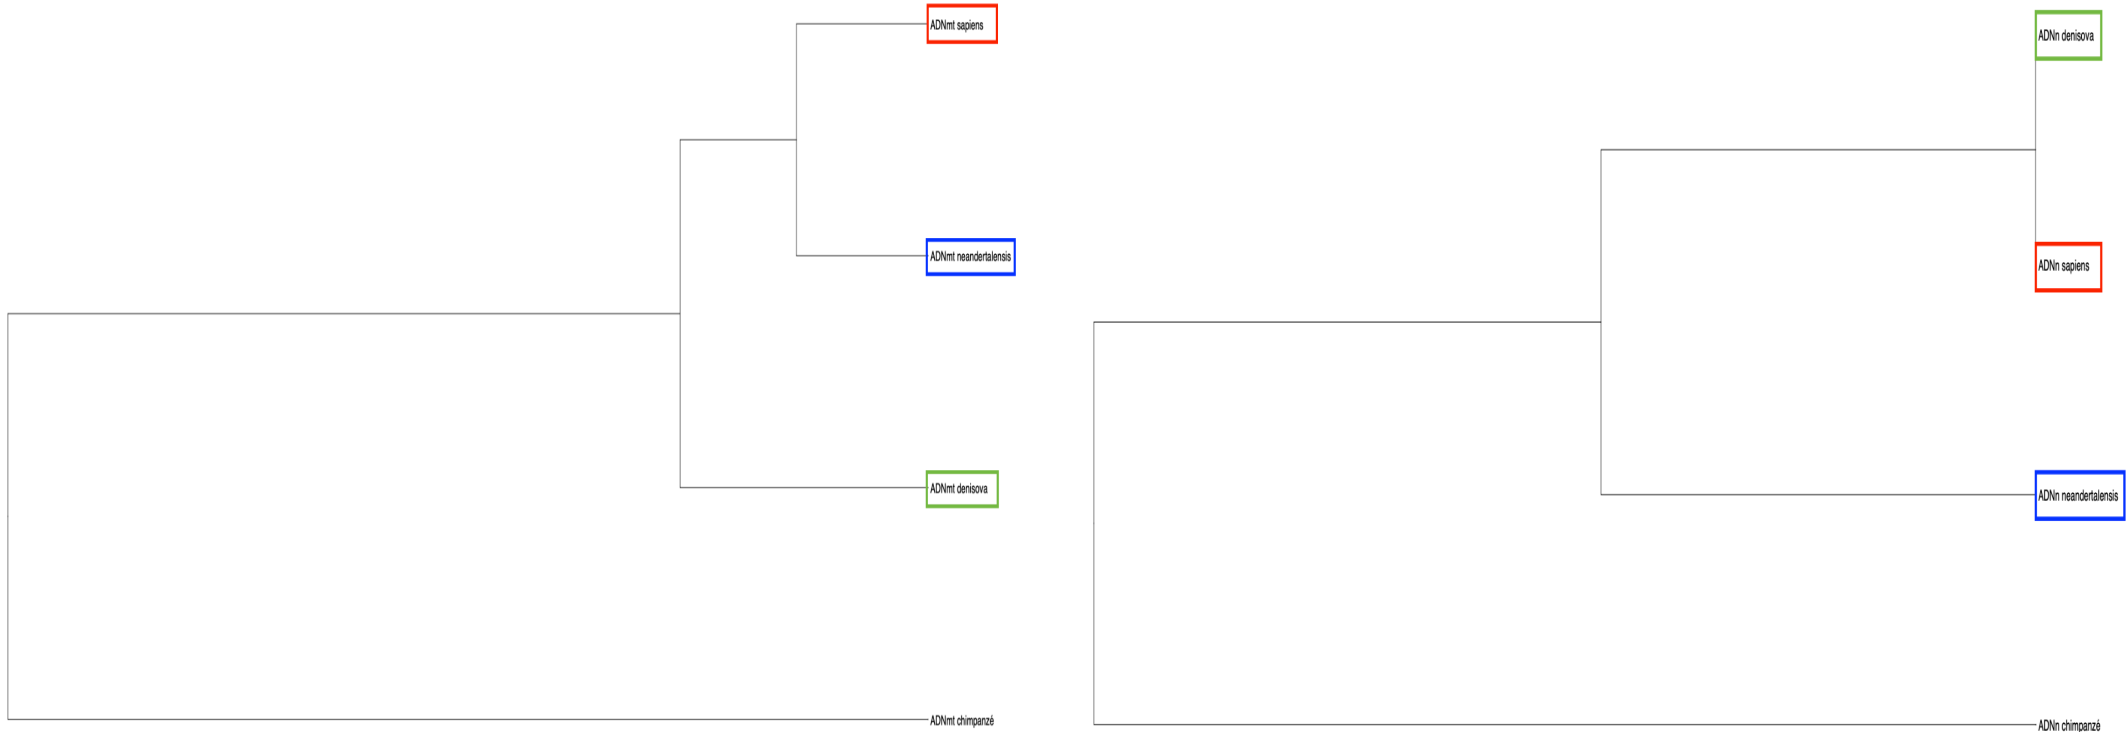 ADNmt sapiens
ADNmt neandertalensis
ADNmt denisova
ADNmt chimpanzé
ADNn denisova
ADNn sapiens
ADNn neandertalensis
ADNn chimpanzé